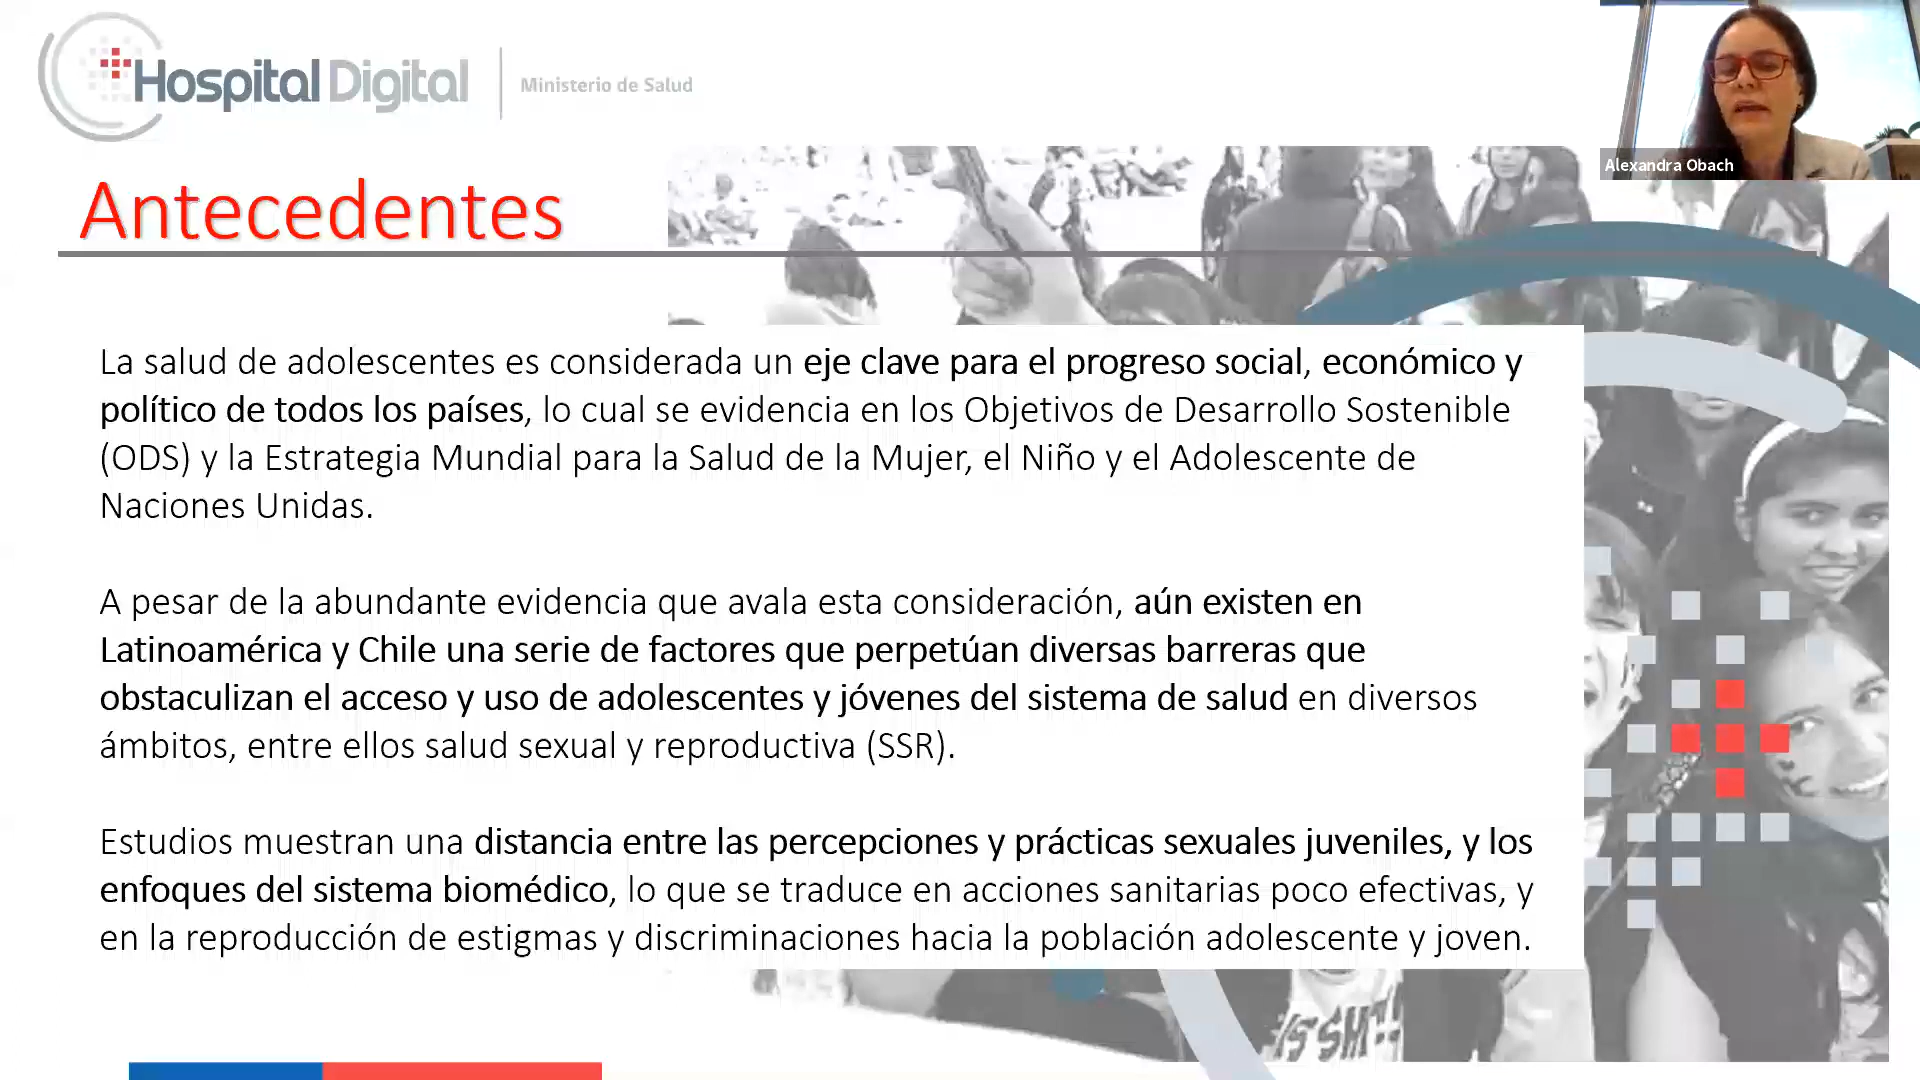 Hospital Digital
Ministerio de Salud
Alexandra Obach
Antecedentes
La salud de adolescentes es considerada un eje clave para el progreso social, económico y
político de todos los países, lo cual se evidencia en los Objetivos de Desarrollo Sostenible
(ODS) y la Estrategia Mundial para la Salud de la Mujer, el Niño y el Adolescente de
Naciones Unidas.
A pesar de la abundante evidencia que avala esta consideración, aún existen en
Latinoamérica y Chile una serie de factores que perpetúan diversas barreras que
obstaculizan el acceso y uso de adolescentes y jóvenes del sistema de salud en diversos
ámbitos, entre ellos salud sexual y reproductiva (SSR).
Estudios muestran una distancia entre las percepciones y prácticas sexuales juveniles, y los
enfoques del sistema biomédico, lo que se traduce en acciones sanitarias poco efectivas, y
en la reproducción de estigmas y discriminaciones hacia la población adolescente y joven.